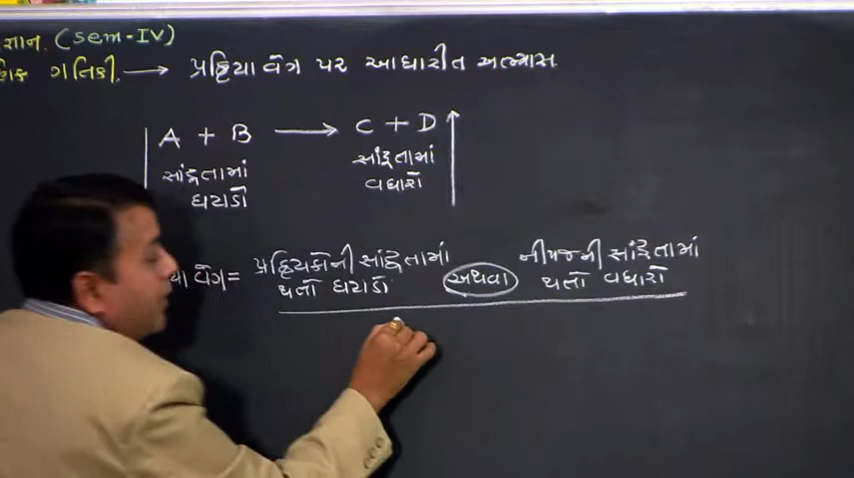 જ્ઞાન. (Sem-IV)
ગતિકી. → પ્રક્રિયા વેગ પર આધારીત અભ્યાસ
A + B → C + D
સાંદ્રતામાં સાંદ્રતામાં
ઘટાડો વધારો
યા વેગ = પ્રક્રિયકોની સાંદ્રતામાં નીપજની સાંદ્રતામાં
થતો ઘટાડો અથવા થતો વધારો